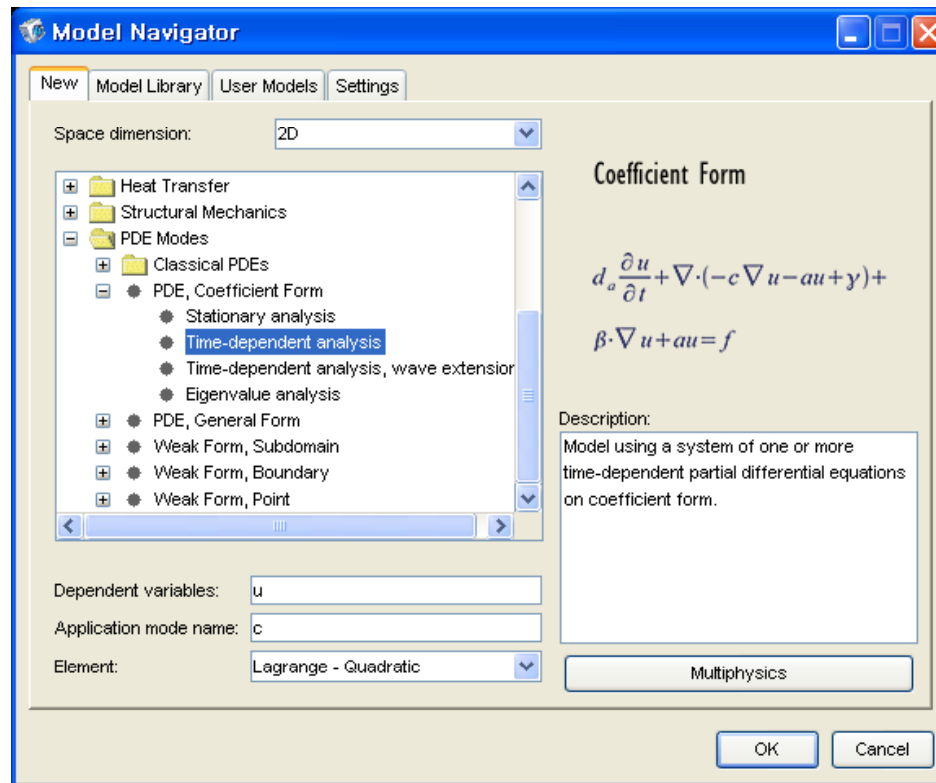 Model Navigator
New Model Library User Models Settings
Space dimension: 2D
Heat Transfer
Structural Mechanics
PDE Modes
Classical PDEs
PDE, Coefficient Form
Stationary analysis
Time-dependent analysis
Time-dependent analysis, wave extension
Eigenvalue analysis
PDE, General Form
Weak Form, Subdomain
Weak Form, Boundary
Weak Form, Point
Dependent variables: u
Application mode name: c
Element: Lagrange - Quadratic
Coefficient Form
d_a ∂u/∂t + ∇·(-c∇u-au+γ)+
β·∇u+au=f
Description:
Model using a system of one or more
time-dependent partial differential equations
on coefficient form.
Multiphysics
OK Cancel